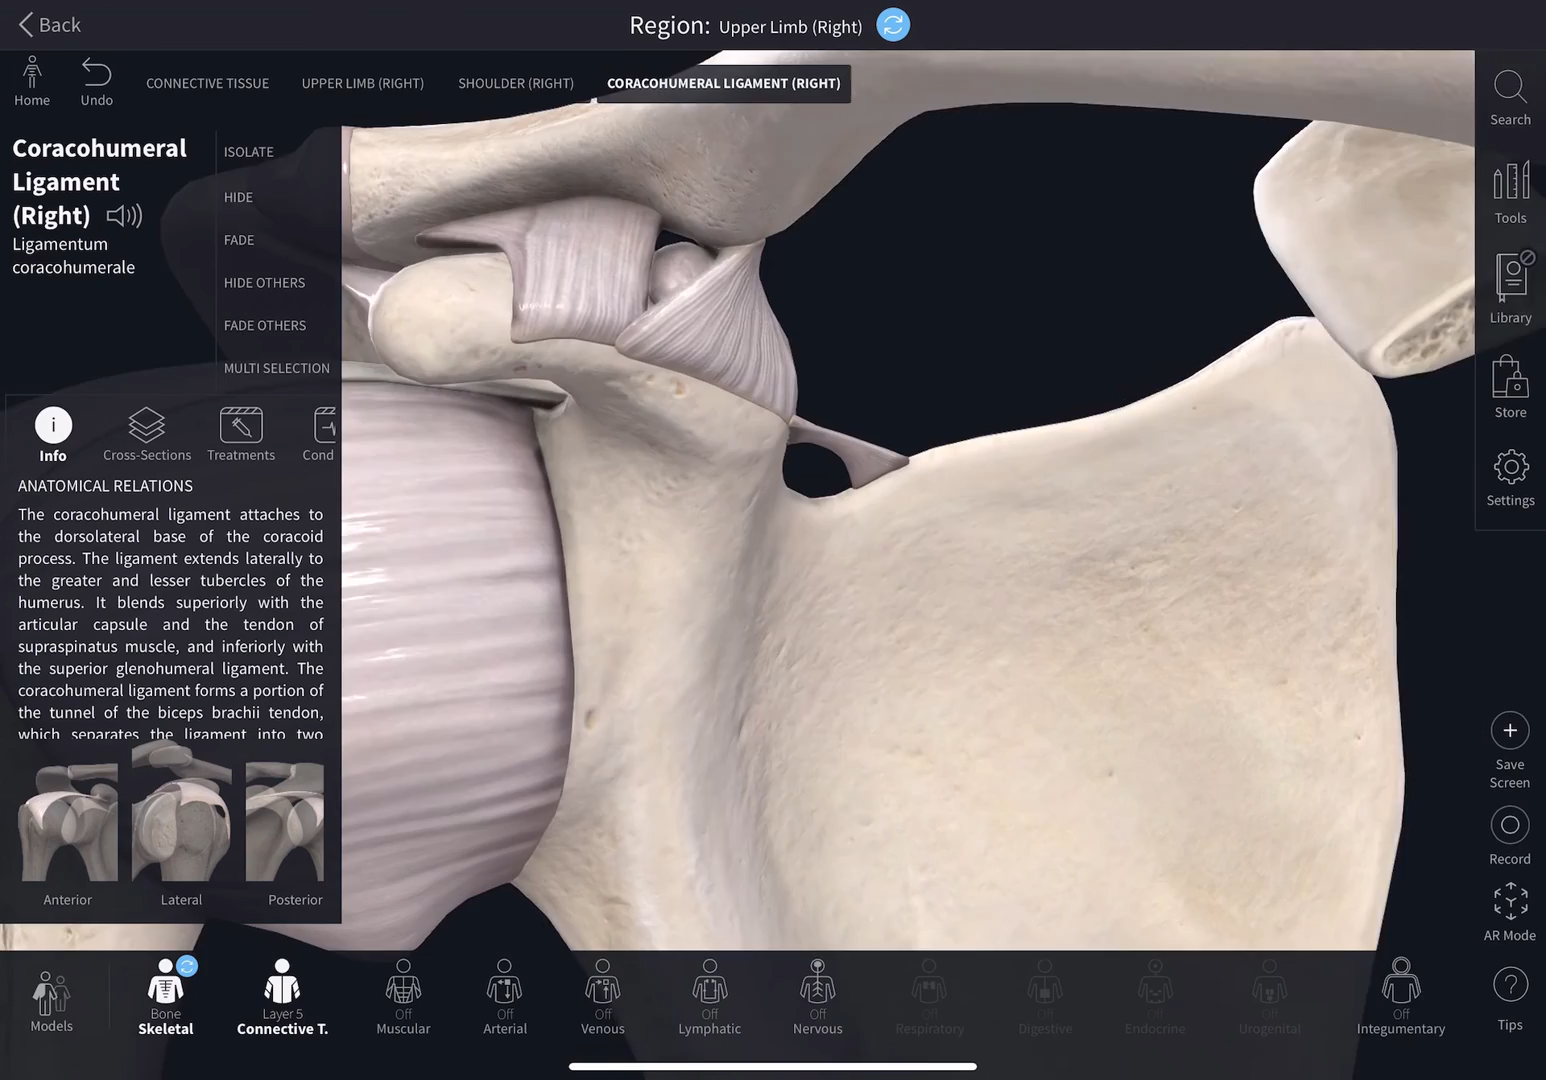 Back
Region: Upper Limb (Right)
Home
Undo
CONNECTIVE TISSUE
UPPER LIMB (RIGHT)
SHOULDER (RIGHT)
CORACOHUMERAL LIGAMENT (RIGHT)
Coracohumeral
Ligament
(Right)
Ligamentum
coracohumerale
ISOLATE
HIDE
FADE
HIDE OTHERS
FADE OTHERS
MULTI SELECTION
Info
Cross-Sections
Treatments
Cond
ANATOMICAL RELATIONS
The coracohumeral ligament attaches to
the dorsolateral base of the coracoid
process. The ligament extends laterally to
the greater and lesser tubercles of the
humerus. It blends superiorly with the
articular capsule and the tendon of
supraspinatus muscle, and inferiorly with
the superior glenohumeral ligament. The
coracohumeral ligament forms a portion of
the tunnel of the biceps brachii tendon,
which separates the ligament into two
Anterior
Lateral
Posterior
Search
Tools
Library
Store
Settings
Save
Screen
Record
AR Mode
Tips
Models
Bone
Skeletal
Layer 5
Connective T.
Off
Muscular
Off
Arterial
Off
Venous
Off
Lymphatic
Off
Nervous
Off
Respiratory
Off
Digestive
Off
Endocrine
Off
Urogenital
Off
Integumentary